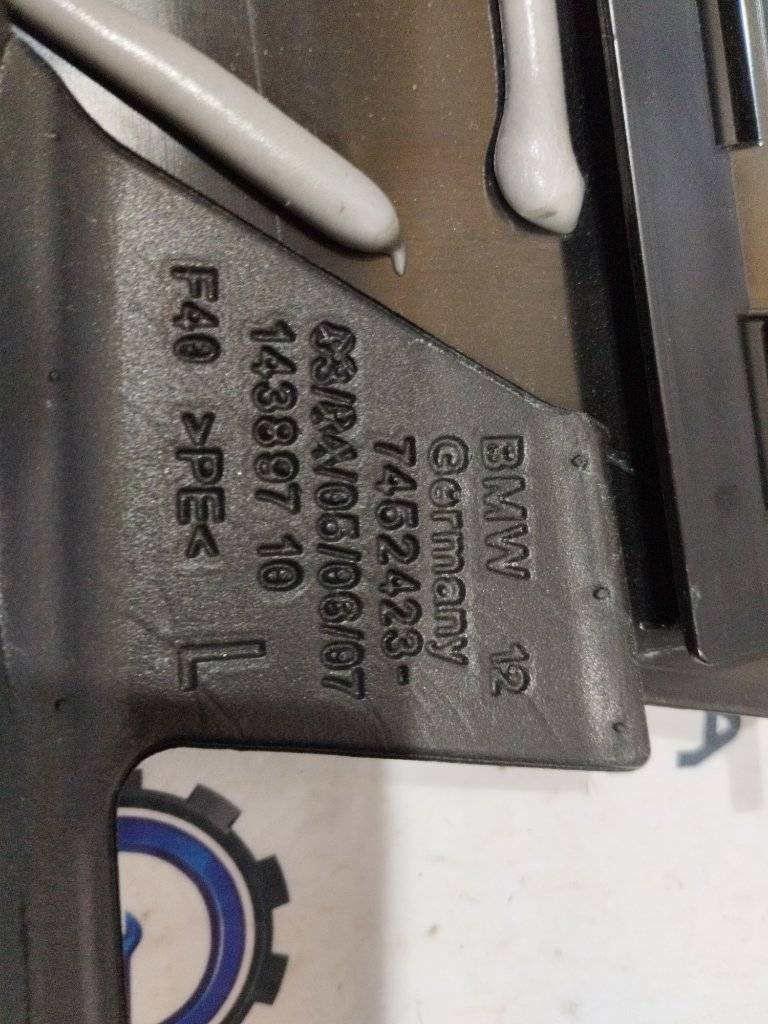 BMW 12
Germany
7452423-
03/04/05/06/07
143897 10
F40 >PE<
L
A